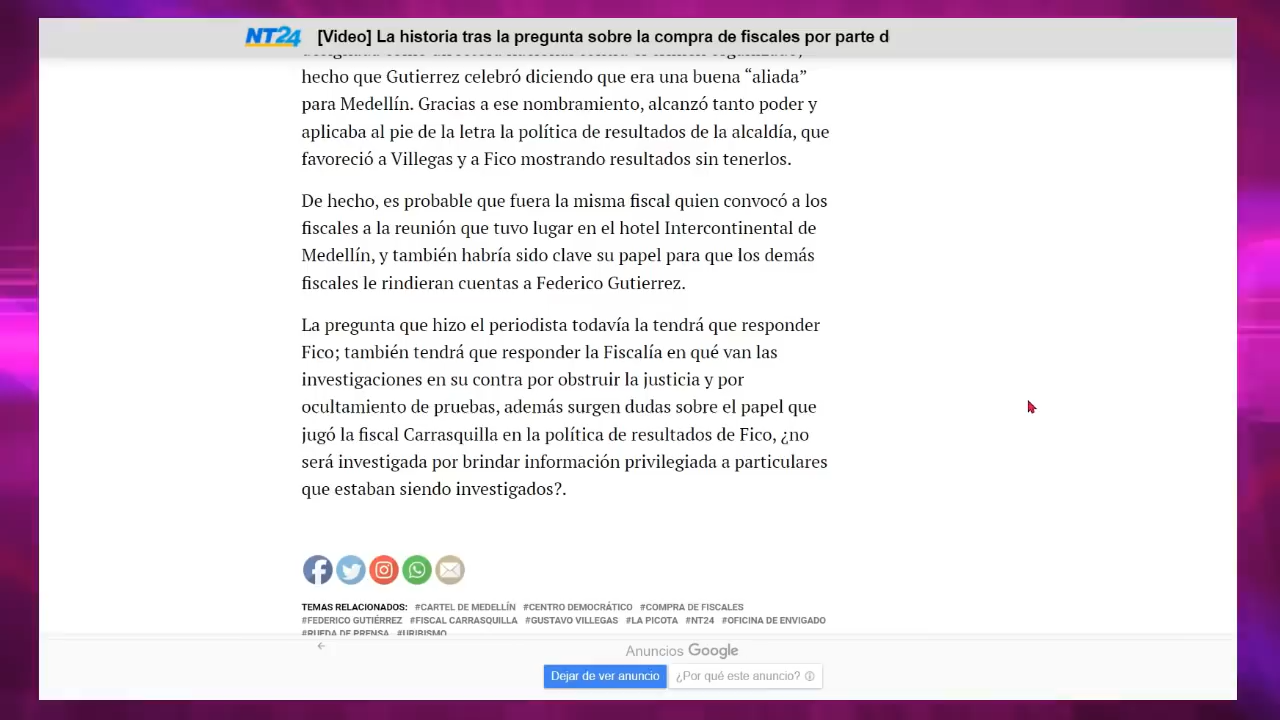 NT24 [Video] La historia tras la pregunta sobre la compra de fiscales por parte d
hecho que Gutierrez celebró diciendo que era una buena “aliada”
para Medellín. Gracias a ese nombramiento, alcanzó tanto poder y
aplicaba al pie de la letra la política de resultados de la alcaldía, que
favoreció a Villegas y a Fico mostrando resultados sin tenerlos.
De hecho, es probable que fuera la misma fiscal quien convocó a los
fiscales a la reunión que tuvo lugar en el hotel Intercontinental de
Medellín, y también habría sido clave su papel para que los demás
fiscales le rindieran cuentas a Federico Gutierrez.
La pregunta que hizo el periodista todavía la tendrá que responder
Fico; también tendrá que responder la Fiscalía en qué van las
investigaciones en su contra por obstruir la justicia y por
ocultamiento de pruebas, además surgen dudas sobre el papel que
jugó la fiscal Carrasquilla en la política de resultados de Fico, ¿no
será investigada por brindar información privilegiada a particulares
que estaban siendo investigados?.
TEMAS RELACIONADOS: #CARTEL DE MEDELLÍN #CENTRO DEMOCRÁTICO #COMPRA DE FISCALES
#FEDERICO GUTIÉRREZ #FISCAL CARRASQUILLA #GUSTAVO VILLEGAS #LA PICOTA #NT24 #OFICINA DE ENVIGADO
#RUEDA DE PRENSA #URIBISMO
Anuncios Google
Dejar de ver anuncio ¿Por qué este anuncio?